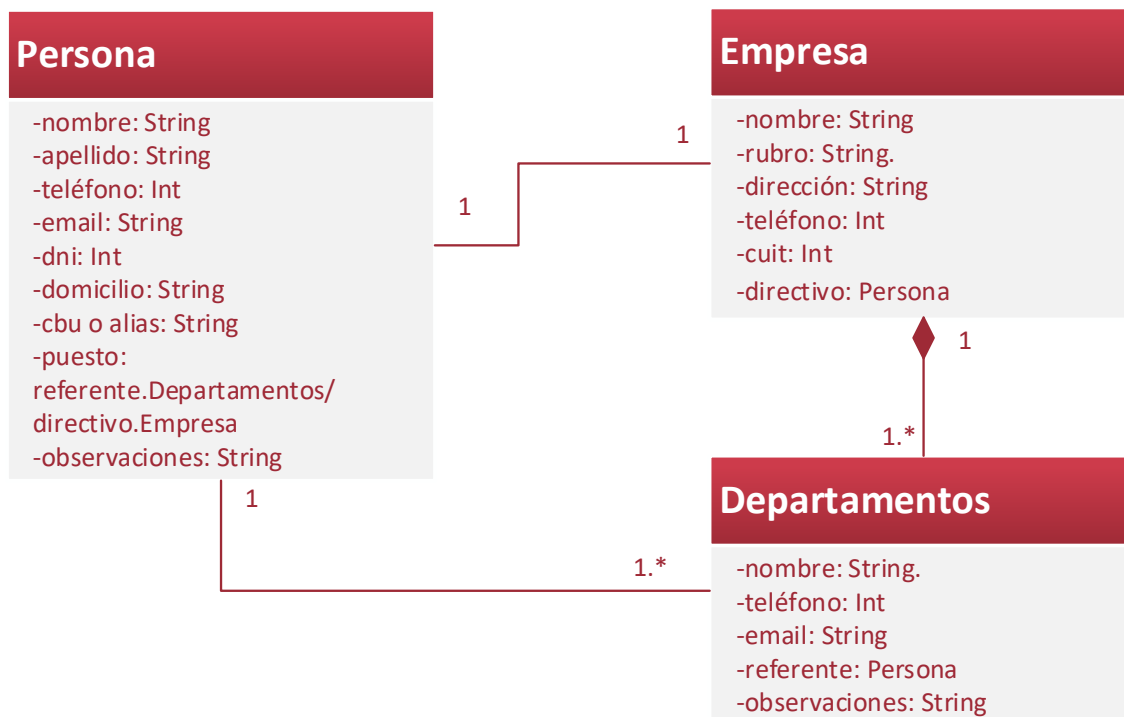 Persona
-nombre: String
-apellido: String
-teléfono: Int
-email: String
-dni: Int
-domicilio: String
-cbu o alias: String
-puesto:
referente.Departamentos/
directivo.Empresa
-observaciones: String
1
1
Empresa
-nombre: String
-rubro: String.
-dirección: String
-teléfono: Int
-cuit: Int
-directivo: Persona
1
1.*
1
1.*
Departamentos
-nombre: String.
-teléfono: Int
-email: String
-referente: Persona
-observaciones: String